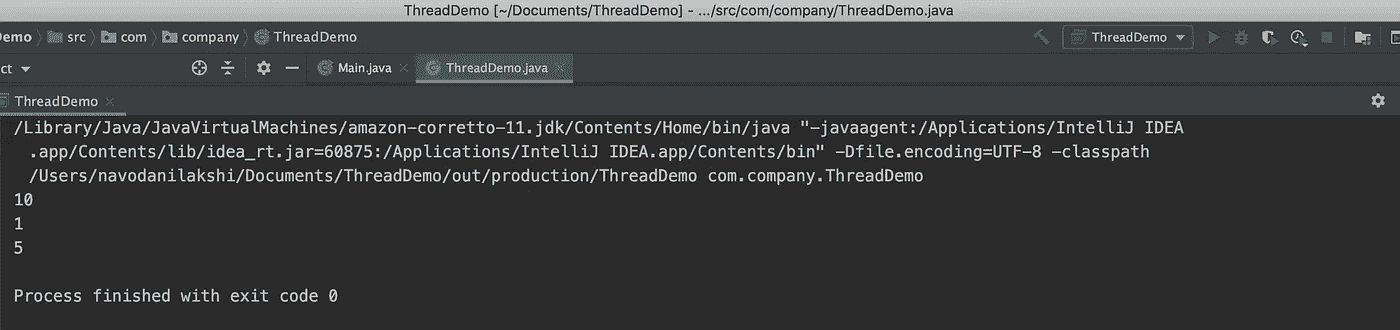 ThreadDemo [~/Documents/ThreadDemo] - .../src/com/company/ThreadDemo.java
emo src com company ThreadDemo ThreadDemo
ct Main.java ThreadDemo.java
ThreadDemo
/Library/Java/JavaVirtualMachines/amazon-corretto-11.jdk/Contents/Home/bin/java "-javaagent:/Applications/IntelliJ IDEA
.app/Contents/lib/idea_rt.jar=60875:/Applications/IntelliJ IDEA.app/Contents/bin" -Dfile.encoding=UTF-8 -classpath
/Users/navodanilakshi/Documents/ThreadDemo/out/production/ThreadDemo com.company.ThreadDemo
10
1
5
Process finished with exit code 0